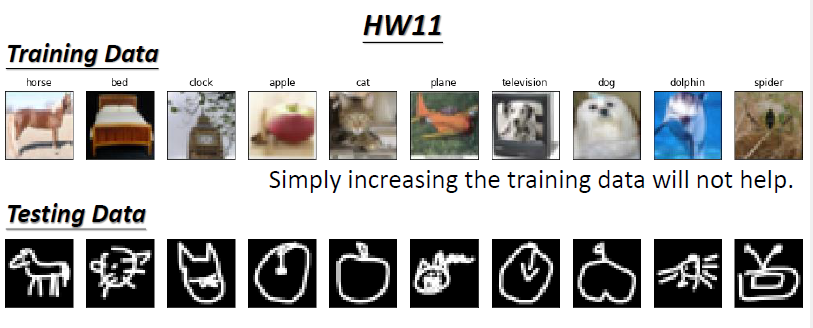 HW11
Training Data
horse bed clock apple cat plane television dog dolphin spider
Simply increasing the training data will not help.
Testing Data